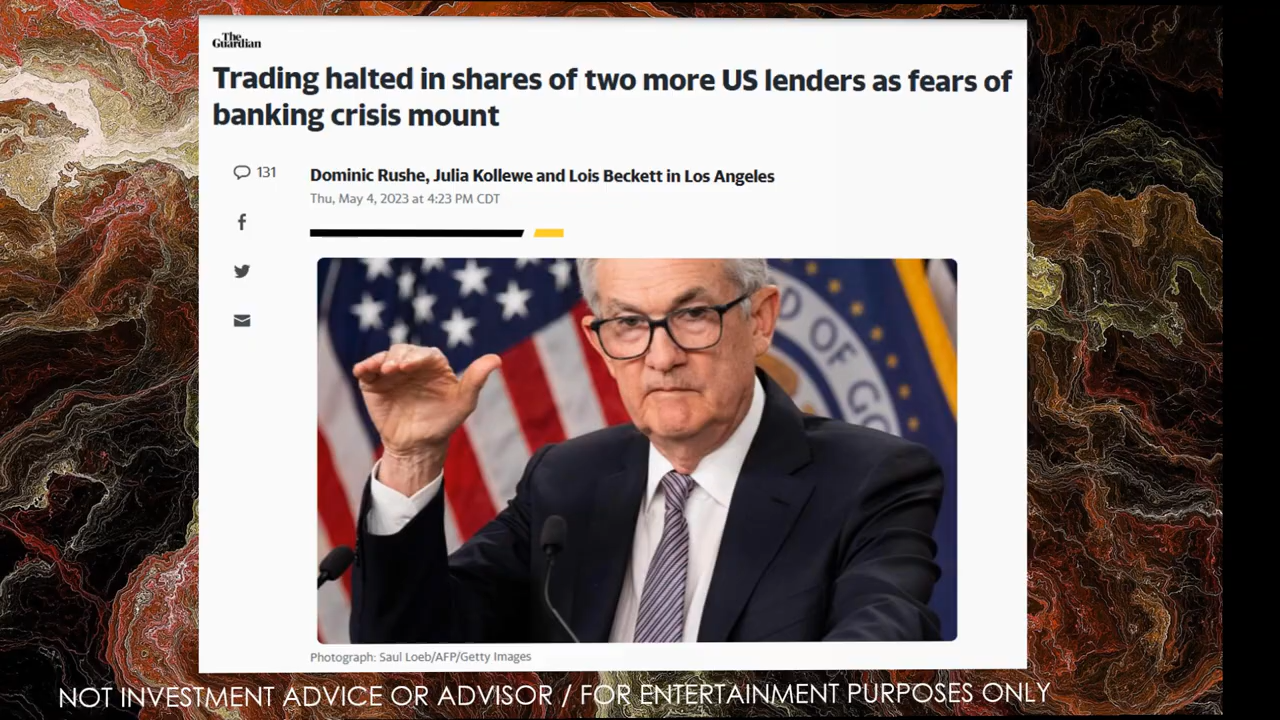 The
Guardian
Trading halted in shares of two more US lenders as fears of
banking crisis mount
131
Dominic Rushe, Julia Kollewe and Lois Beckett in Los Angeles
Thu, May 4, 2023 at 4:23 PM CDT
D OF GO
Photograph: Saul Loeb/AFP/Getty Images
NOT INVESTMENT ADVICE OR ADVISOR / FOR ENTERTAINMENT PURPOSES ONLY